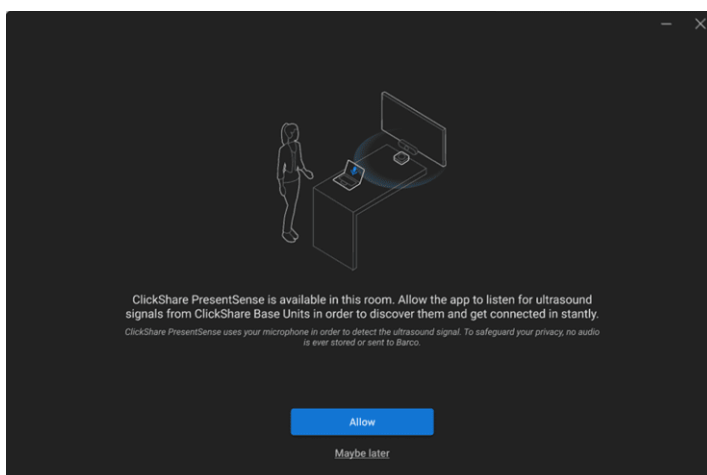 ClickShare PresentSense is available in this room. Allow the app to listen for ultrasound
signals from ClickShare Base Units in order to discover them and get connected in stantly.
ClickShare PresentSense uses your microphone in order to detect the ultrasound signal. To safeguard your privacy, no audio
is ever stored or sent to Barco.
Allow
Maybe later